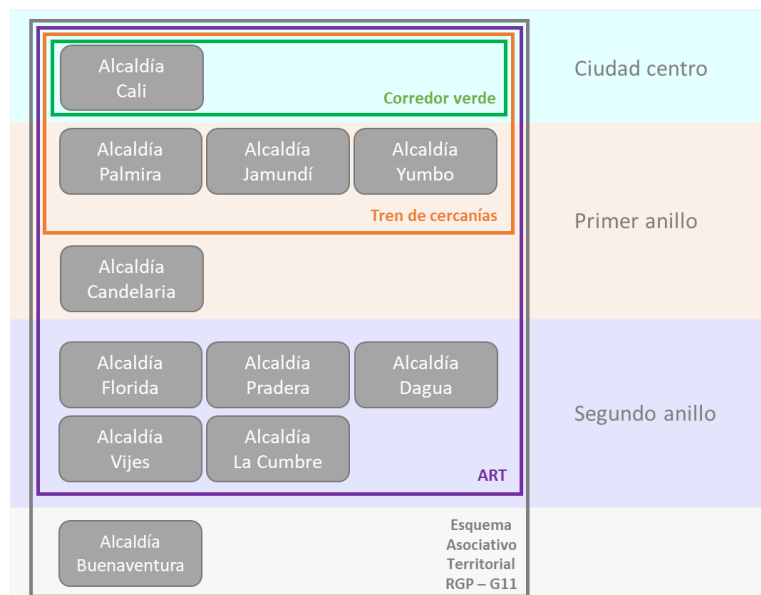 Alcaldía
Cali
Corredor verde
Ciudad centro
Alcaldía
Palmira
Alcaldía
Jamundí
Alcaldía
Yumbo
Tren de cercanías
Primer anillo
Alcaldía
Candelaria
Alcaldía
Florida
Alcaldía
Pradera
Alcaldía
Dagua
Segundo anillo
Alcaldía
Vijes
Alcaldía
La Cumbre
ART
Alcaldía
Buenaventura
Esquema
Asociativo
Territorial
RGP – G11